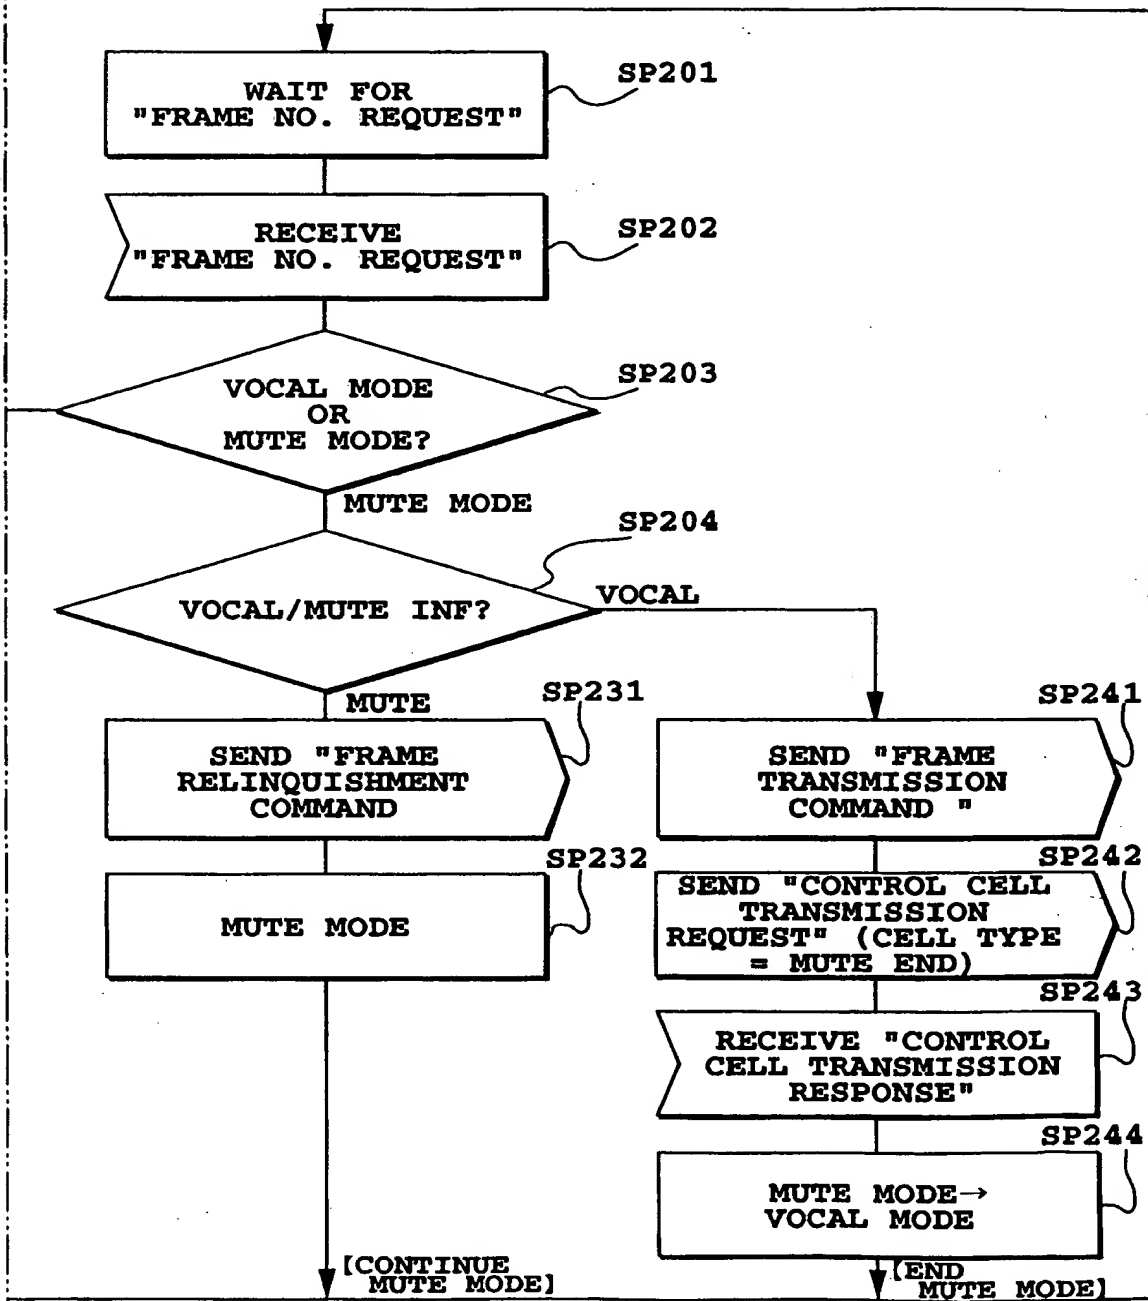 SP201
WAIT FOR
"FRAME NO. REQUEST"
SP202
RECEIVE
"FRAME NO. REQUEST"
SP203
VOCAL MODE
OR
MUTE MODE?
MUTE MODE
SP204
VOCAL/MUTE INF?
VOCAL
MUTE
SP231
SEND "FRAME
RELINQUISHMENT
COMMAND
SP232
MUTE MODE
[CONTINUE
MUTE MODE]
SP241
SEND "FRAME
TRANSMISSION
COMMAND "
SP242
SEND "CONTROL CELL
TRANSMISSION
REQUEST" (CELL TYPE
= MUTE END)
SP243
RECEIVE "CONTROL
CELL TRANSMISSION
RESPONSE"
SP244
MUTE MODE→
VOCAL MODE
[END
MUTE MODE]